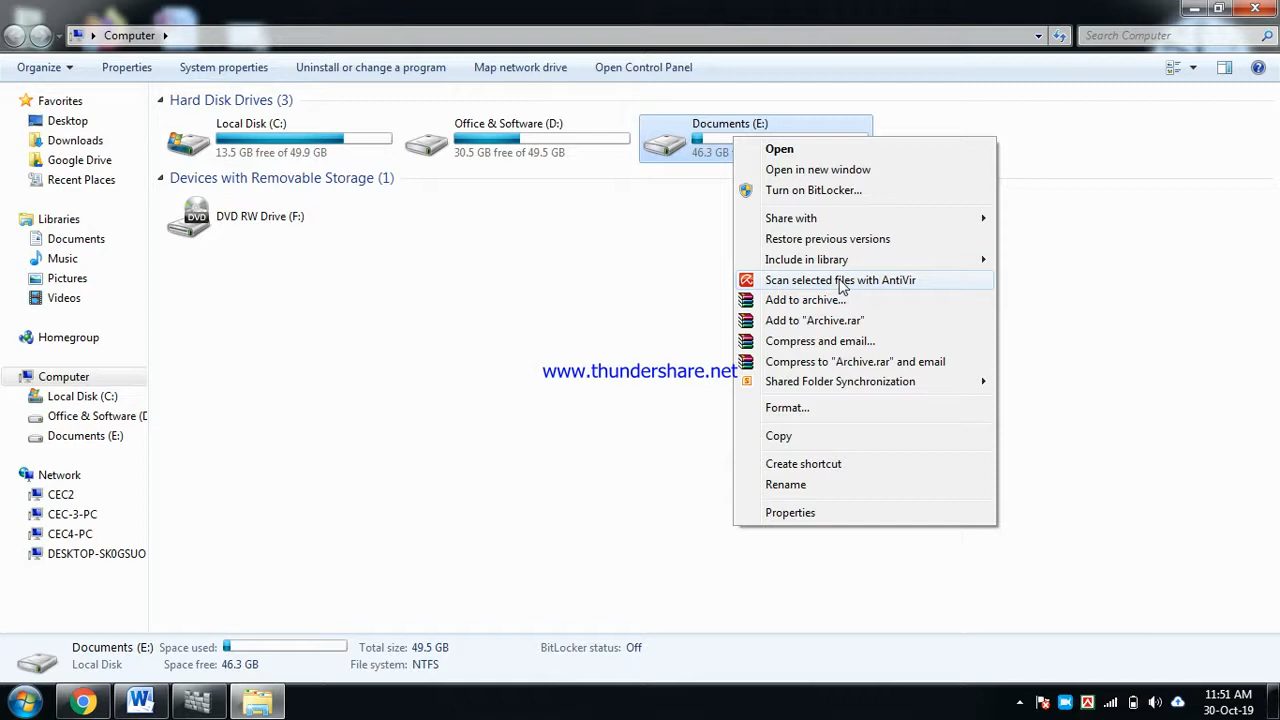 Computer
Search Computer
Organize
Properties
System properties
Uninstall or change a program
Map network drive
Open Control Panel
Favorites
Desktop
Downloads
Google Drive
Recent Places
Libraries
Documents
Music
Pictures
Videos
Homegroup
Computer
Local Disk (C:)
Office & Software (D
Documents (E:)
Network
CEC2
CEC-3-PC
CEC4-PC
DESKTOP-SK0GSUO
Hard Disk Drives (3)
Local Disk (C:)
13.5 GB free of 49.9 GB
Office & Software (D:)
30.5 GB free of 49.5 GB
Documents (E:)
46.3 GB
Devices with Removable Storage (1)
DVD
DVD RW Drive (F:)
Open
Open in new window
Turn on BitLocker...
Share with
Restore previous versions
Include in library
Scan selected files with AntiVir
Add to archive...
Add to "Archive.rar"
Compress and email...
Compress to "Archive.rar" and email
Shared Folder Synchronization
Format...
Copy
Create shortcut
Rename
Properties
www.thundershare.net
Documents (E:) Space used: Total size: 49.5 GB BitLocker status: Off
Local Disk Space free: 46.3 GB File system: NTFS
11:51 AM
30-Oct-19